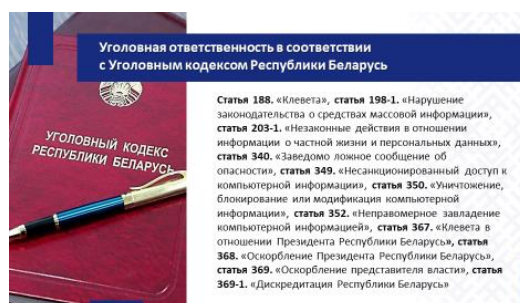 Уголовная ответственность в соответствии
с Уголовным кодексом Республики Беларусь
УГОЛОВНЫЙ КОДЕКС
РЕСПУБЛИКИ БЕЛАРУСЬ
Статья 188. «Клевета», статья 198-1. «Нарушение
законодательства о средствах массовой информации»,
статья 203-1. «Незаконные действия в отношении
информации о частной жизни и персональных данных»,
статья 340. «Заведомо ложное сообщение об
опасности», статья 349. «Несанкционированный доступ к
компьютерной информации», статья 350. «Уничтожение,
блокирование или модификация компьютерной
информации», статья 352. «Неправомерное завладение
компьютерной информацией», статья 367. «Клевета в
отношении Президента Республики Беларусь», статья
368. «Оскорбление Президента Республики Беларусь»,
статья 369. «Оскорбление представителя власти», статья
369-1. «Дискредитация Республики Беларусь»